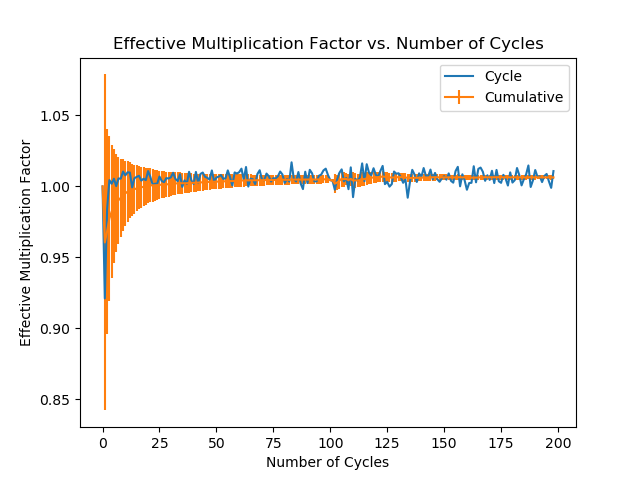 Effective Multiplication Factor vs. Number of Cycles
Cycle
Cumulative
Effective Multiplication Factor
1.05
1.00
0.95
0.90
0.85
0 25 50 75 100 125 150 175 200
Number of Cycles